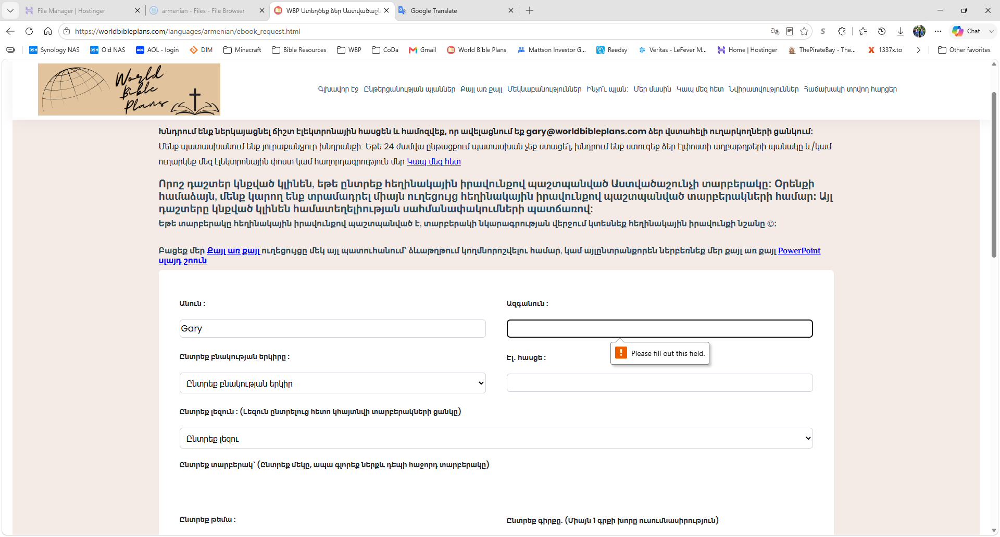 File Manager | Hostinger
armenian - Files - File Browser
WBP Ստեղծեք ձեր Աստվածաշն
Google Translate
https://worldbibleplans.com/languages/armenian/ebook_request.html
Chat
Synology NAS
Old NAS
AOL - login
DIM
Minecraft
Bible Resources
WBP
CoDa
Gmail
World Bible Plans
Mattson Investor G...
Reedsy
Veritas - LeFever M...
Home | Hostinger
ThePirateBay - The...
1337x.to
Other favorites
World
Bible
Plans
Գլխավոր էջ Ընթերցանության պլաններ Քայլ առ քայլ Մեկնաբանություններ Ինչո՞ւ պլան: Մեր մասին Կապ մեզ հետ Նվիրատվություններ Հաճախակի տրվող հարցեր
Խնդրում ենք ներկայացնել ճիշտ էլեկտրոնային հասցեն և համոզվեք, որ ավելացնում եք gary@worldbibleplans.com ձեր վստահելի ուղարկողների ցանկում:
Մենք պատասխանում ենք յուրաքանչյուր խնդրանքի: Եթե 24 ժամվա ընթացքում պատասխան չեք ստացե՛լ, խնդրում ենք ստուգեք ձեր էլփոստի աղբաթղթերի պանակը և/կամ
ուղարկեք մեզ էլեկտրոնային փոստ կամ հաղորդագրություն մեր Կապ մեզ հետ
Որոշ դաշտեր կնքված կլինեն, եթե ընտրեք հեղինակային իրավունքով պաշտպանված Աստվածաշունչի տարբերակը: Օրենքի
համաձայն, մենք կարող ենք տրամադրել միայն ուղեցույց հեղինակային իրավունքով պաշտպանված տարբերակների համար: Այլ
դաշտերը կնքված կլինեն համատեղելիության սահմանափակումների պատճառով:
Եթե տարբերակը հեղինակային իրավունքով պաշտպանված է, տարբերակի նկարագրության վերջում կտեսնեք հեղինակային իրավունքի նշանը ©:
Բացեք մեր Քայլ առ քայլ ուղեցույցը մեկ այլ պատուհանում՝ ձևաթղթում կողմնորոշվելու համար, կամ այլընտրանքորեն ներբեռնեք մեր քայլ առ քայլ PowerPoint
սլայդ շոուն
Անուն :
Ազգանուն :
Gary
Please fill out this field.
Ընտրեք բնակության երկիրը :
Էլ. հասցե :
Ընտրեք բնակության երկիր
Ընտրեք լեզուն : (Լեզուն ընտրելուց հետո կհայտնվի տարբերակների ցանկը)
Ընտրեք լեզու
Ընտրեք տարբերակ՝ (Ընտրեք մեկը, ապա գլորեք ներքև դեպի հաջորդ տարբերակը)
Ընտրեք թեմա :
Ընտրեք գիրքը. (Միայն 1 գրքի խորը ուսումնասիրություն)